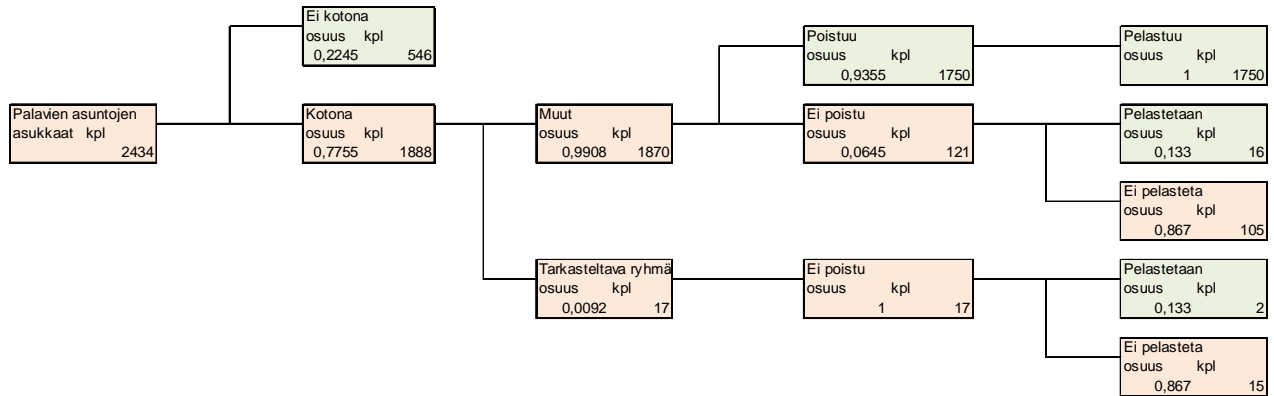 Ei kotona
osuus kpl
0,2245 546
Poistuu
osuus kpl
0,9355 1750
Pelastuu
osuus kpl
1 1750
Palavien asuntojen
asukkaat kpl
2434
Kotona
osuus kpl
0,7755 1888
Muut
osuus kpl
0,9908 1870
Ei poistu
osuus kpl
0,0645 121
Pelastetaan
osuus kpl
0,133 16
Ei pelasteta
osuus kpl
0,867 105
Tarkasteltava ryhmä
osuus kpl
0,0092 17
Ei poistu
osuus kpl
1 17
Pelastetaan
osuus kpl
0,133 2
Ei pelasteta
osuus kpl
0,867 15